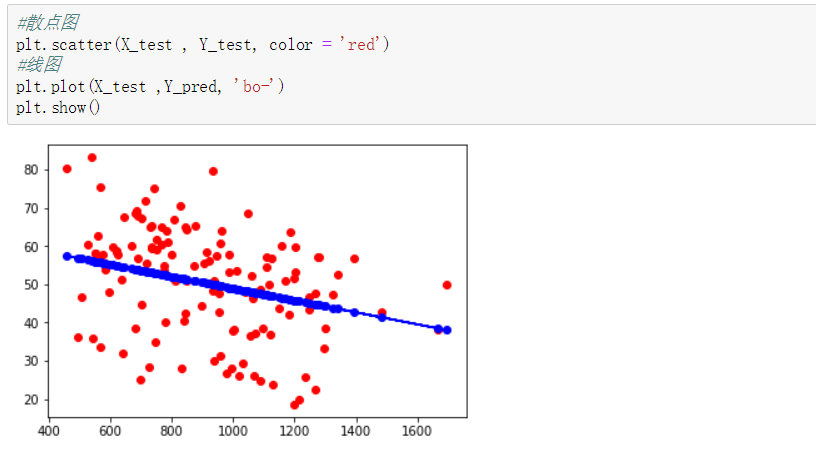 #散点图
plt.scatter(X_test , Y_test, color = 'red')
#线图
plt.plot(X_test ,Y_pred, 'bo-')
plt.show()
80
70
60
50
40
30
20
400 600 800 1000 1200 1400 1600